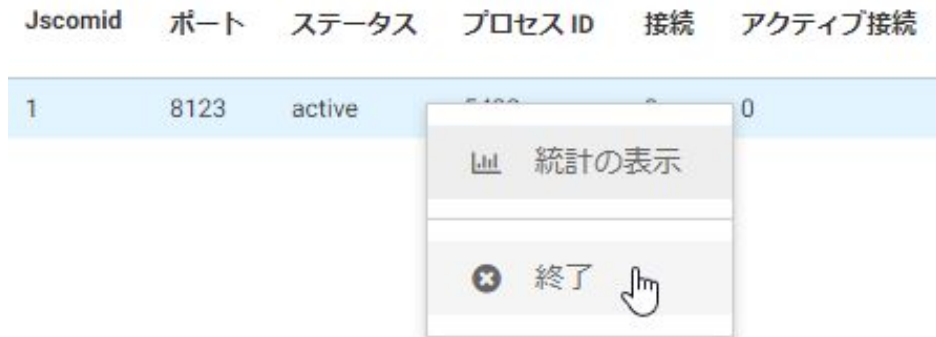 Jscomid ポート ステータス プロセス ID 接続 アクティブ接続
1 8123 active 0
統計の表示
終了